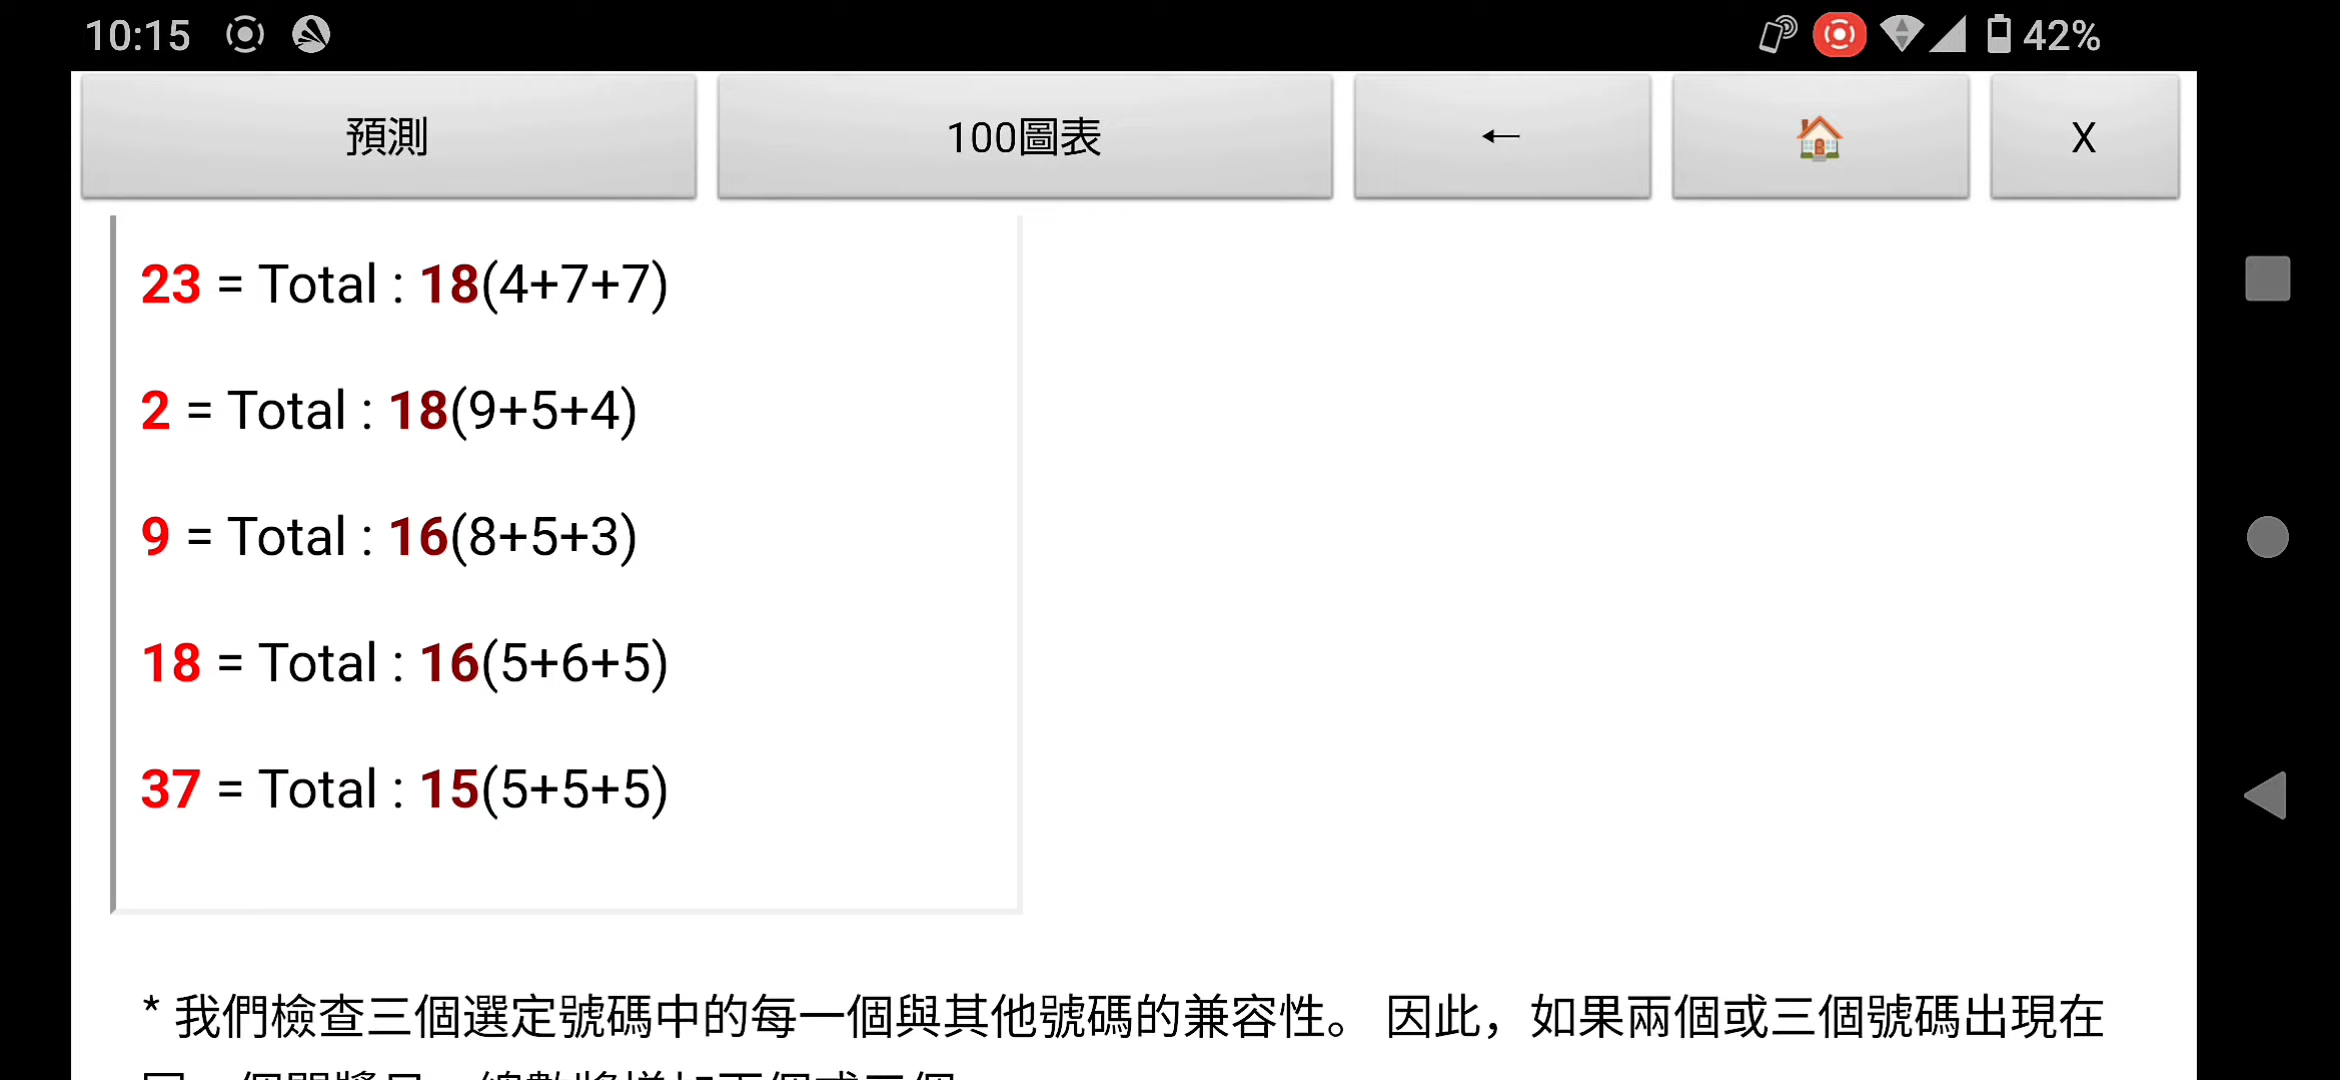 10:15 42%
預測 100圖表 ← X
23 = Total : 18(4+7+7)
2 = Total : 18(9+5+4)
9 = Total : 16(8+5+3)
18 = Total : 16(5+6+5)
37 = Total : 15(5+5+5)
* 我們檢查三個選定號碼中的每一個與其他號碼的兼容性。 因此，如果兩個或三個號碼出現在